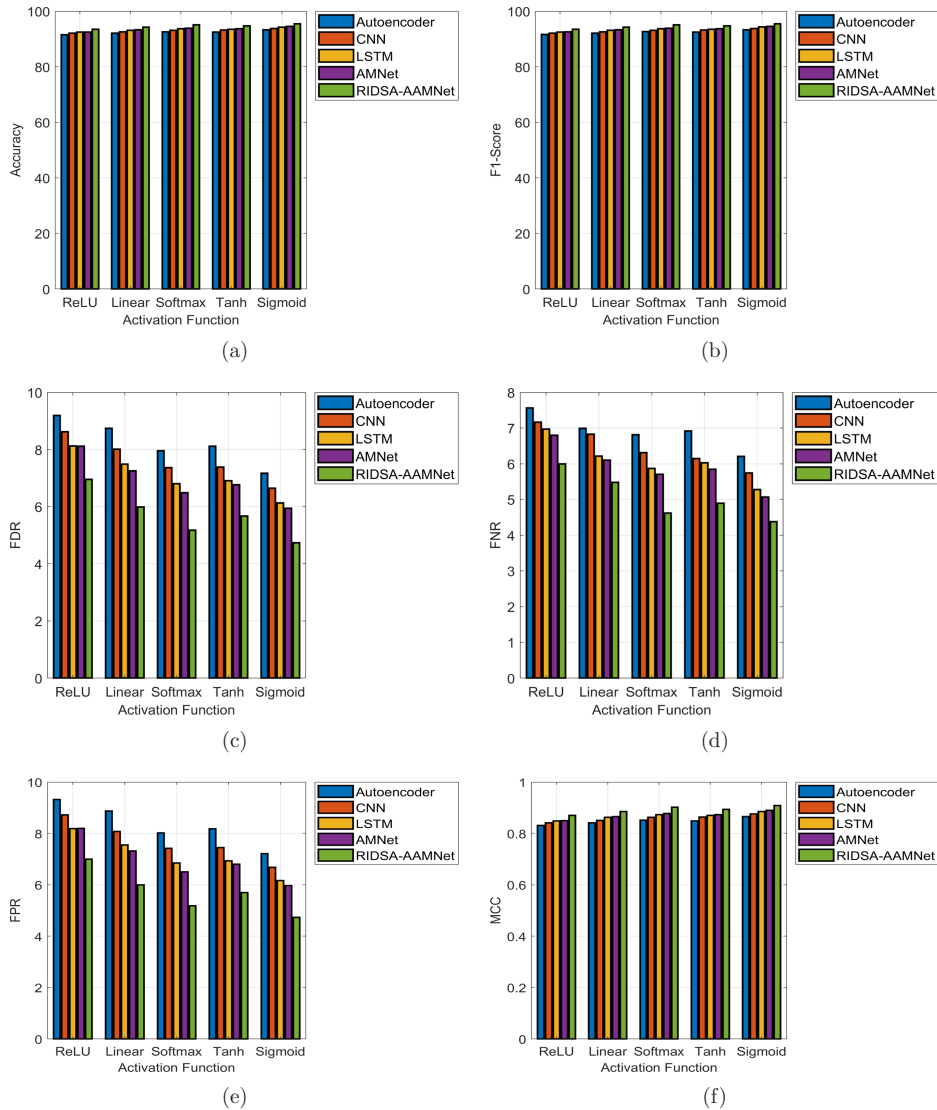 100
80
60
40
20
0
Accuracy
ReLU Linear Softmax Tanh Sigmoid
Activation Function
Autoencoder
CNN
LSTM
AMNet
RIDSA-AAMNet
(a)
100
80
60
40
20
0
F1-Score
ReLU Linear Softmax Tanh Sigmoid
Activation Function
Autoencoder
CNN
LSTM
AMNet
RIDSA-AAMNet
(b)
10
8
6
4
2
0
FDR
ReLU Linear Softmax Tanh Sigmoid
Activation Function
Autoencoder
CNN
LSTM
AMNet
RIDSA-AAMNet
(c)
8
7
6
5
4
3
2
1
0
FNR
ReLU Linear Softmax Tanh Sigmoid
Activation Function
Autoencoder
CNN
LSTM
AMNet
RIDSA-AAMNet
(d)
10
8
6
4
2
0
FPR
ReLU Linear Softmax Tanh Sigmoid
Activation Function
Autoencoder
CNN
LSTM
AMNet
RIDSA-AAMNet
(e)
1
0.8
0.6
0.4
0.2
0
MCC
ReLU Linear Softmax Tanh Sigmoid
Activation Function
Autoencoder
CNN
LSTM
AMNet
RIDSA-AAMNet
(f)